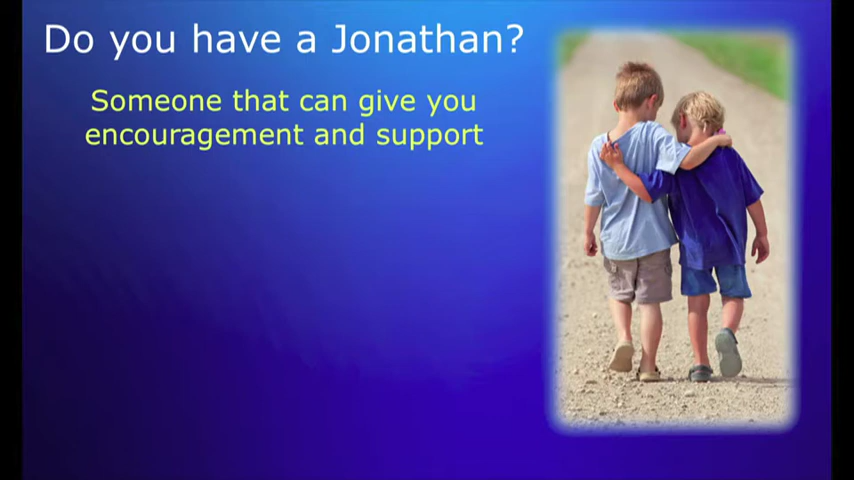 Do you have a Jonathan?
Someone that can give you
encouragement and support